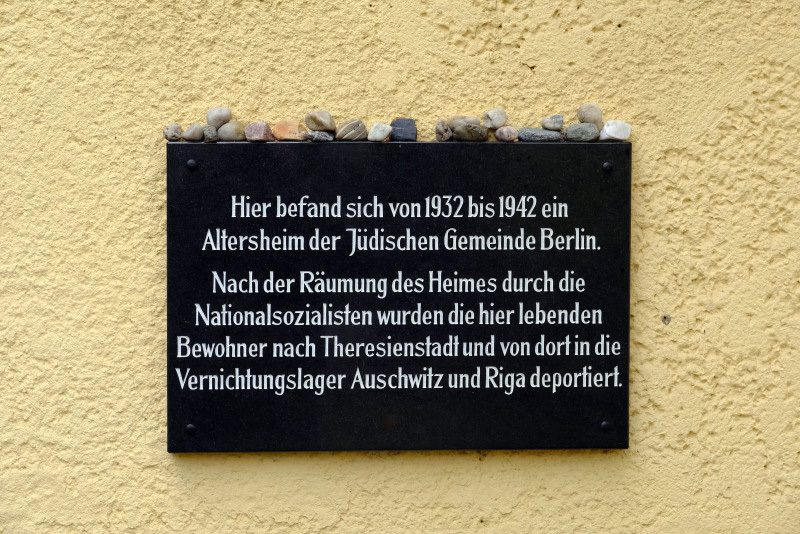 Hier befand sich von 1932 bis 1942 ein
Altersheim der Jüdischen Gemeinde Berlin.
Nach der Räumung des Heimes durch die
Nationalsozialisten wurden die hier lebenden
Bewohner nach Theresienstadt und von dort in die
Vernichtungslager Auschwitz und Riga deportiert.